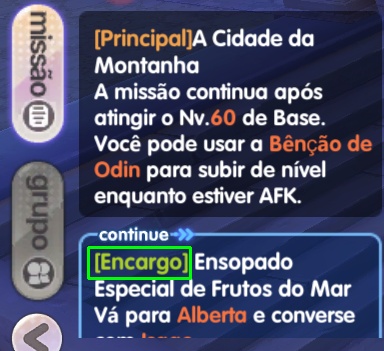 missão
grupo
[Principal]A Cidade da
Montanha
A missão continua após
atingir o Nv.60 de Base.
Você pode usar a Bênção de
Odin para subir de nível
enquanto estiver AFK.
continue
[Encargo] Ensopado
Especial de Frutos do Mar
Vá para Alberta e converse
com